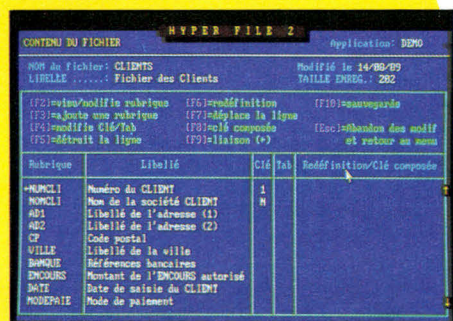 HYPER FILE 2
CONTENU DU FICHIER Application: DEMO
NOM du fichier: CLIENTS Modifié le 14/08/89
LIBELLE ......: Fichier des Clients TAILLE ENREG.: 202
[F2]=visu/modifie rubrique [F6]=redéfinition [F10]=sauvegarde
[F3]=ajoute une rubrique [F7]=déplace la ligne
[F4]=modifie Clé/Tab [F8]=clé composée [Esc]=Abandon des modif
[F5]=détruit la ligne [F9]=liaison (+) et retour au menu
Rubrique Libellé Clé Tab Redéfinition/Clé composée
+NUMCLI Numéro du CLIENT 1
NOMCLI Nom de la société CLIENT N
AD1 Libellé de l'adresse (1)
AD2 Libellé de l'adresse (2)
CP Code postal
VILLE Libellé de la ville
BANQUE Références bancaires
ENCOURS Montant de l'ENCOURS autorisé
DATE Date de saisie du CLIENT
MODEPAIE Mode de paiement